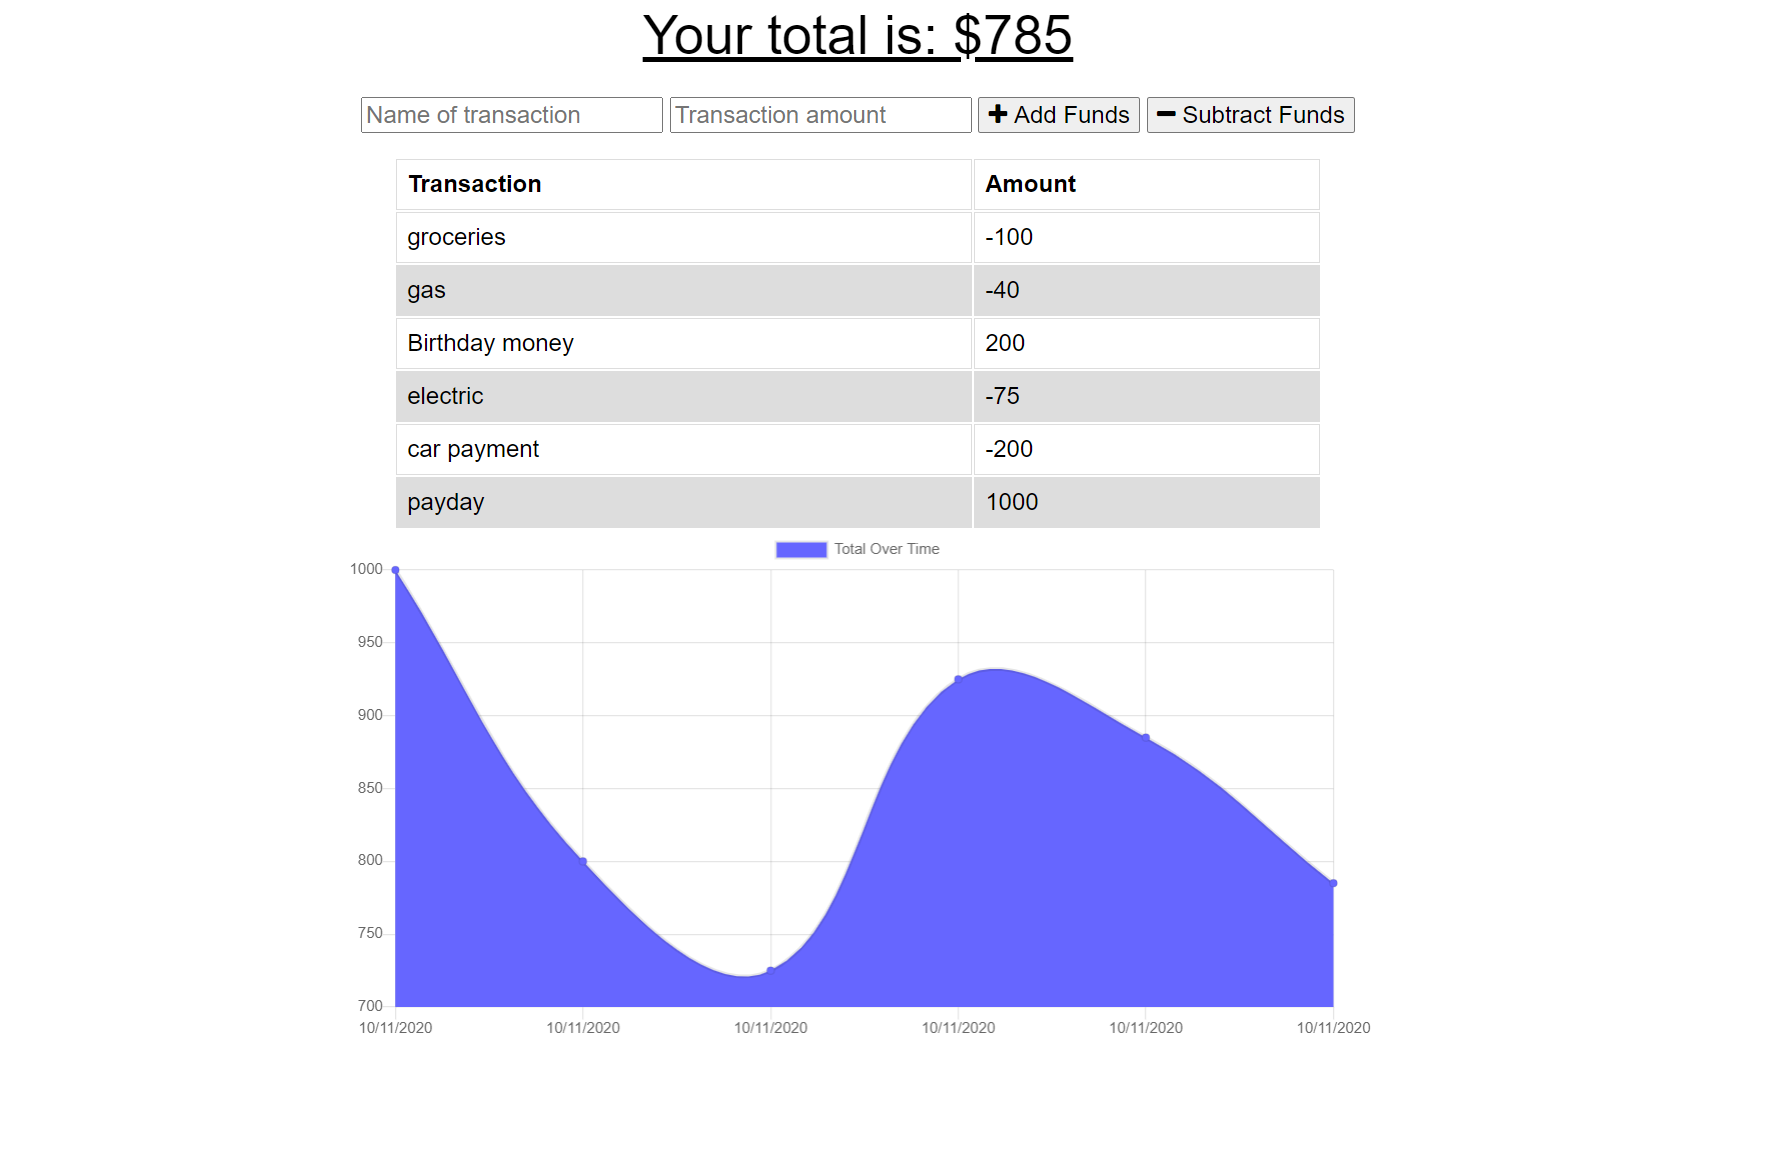 Your total is: $785
Name of transaction Transaction amount + Add Funds − Subtract Funds
Transaction Amount
groceries -100
gas -40
Birthday money 200
electric -75
car payment -200
payday 1000
Total Over Time
1000
950
900
850
800
750
700
10/11/2020 10/11/2020 10/11/2020 10/11/2020 10/11/2020 10/11/2020